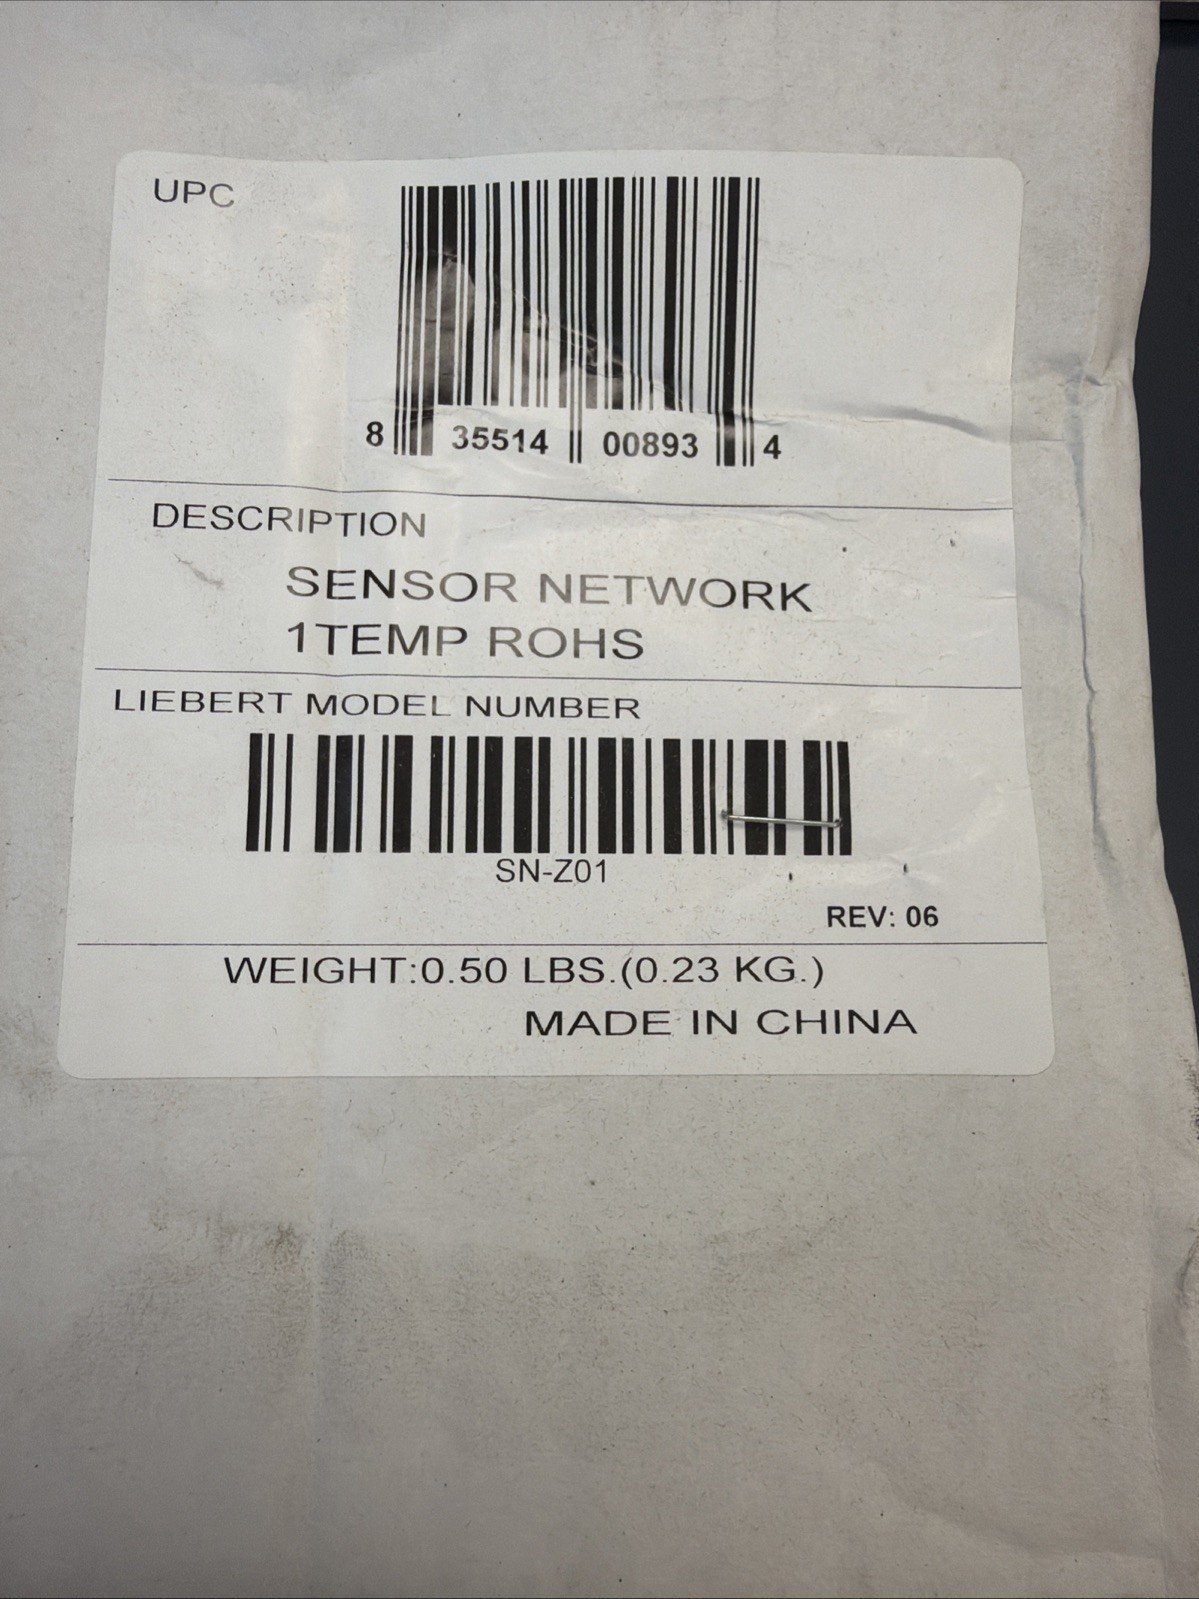 UPC
8 35514 00893 4
DESCRIPTION
SENSOR NETWORK
1TEMP ROHS
LIEBERT MODEL NUMBER
SN-Z01
REV: 06
WEIGHT:0.50 LBS.(0.23 KG.)
MADE IN CHINA